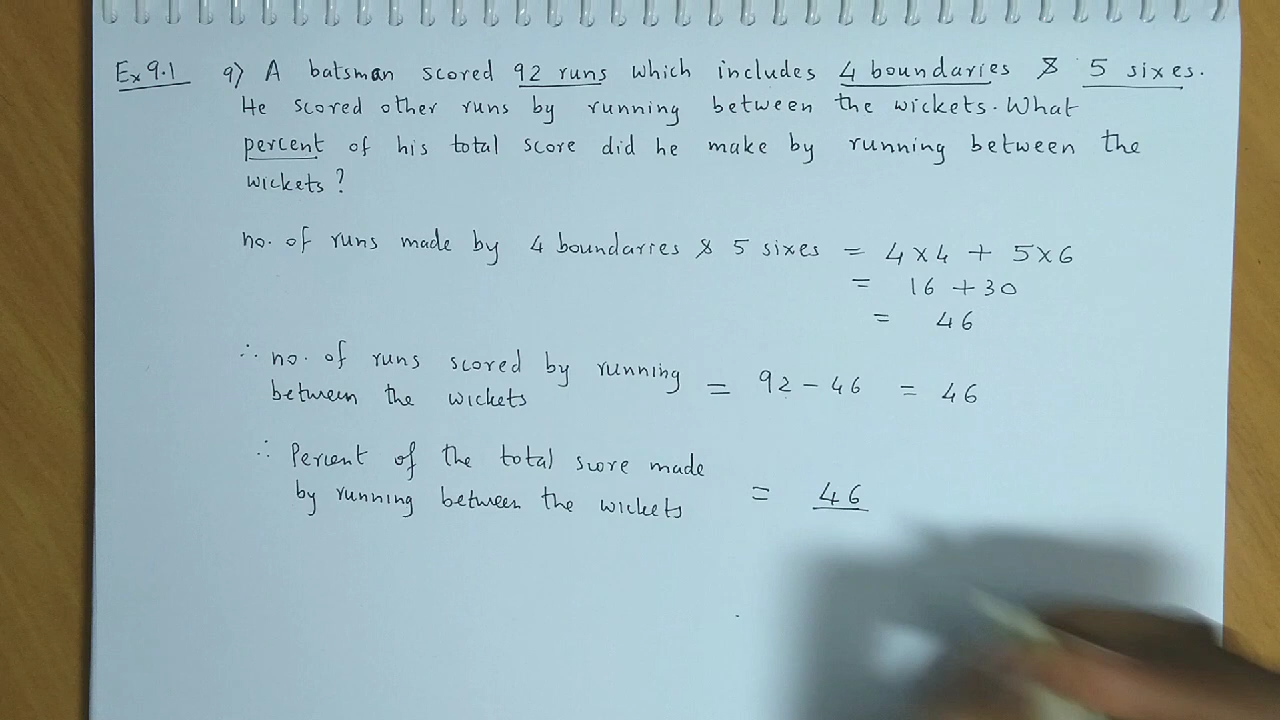 Ex 9.1 9) A batsman scored 92 runs which includes 4 boundaries & 5 sixes.
He scored other runs by running between the wickets. What
percent of his total score did he make by running between the
wickets?
no. of runs made by 4 boundaries & 5 sixes = 4 × 4 + 5 × 6
= 16 + 30
= 46
∴ no. of runs scored by running
between the wickets = 92 - 46 = 46
∴ Percent of the total score made
by running between the wickets = 46